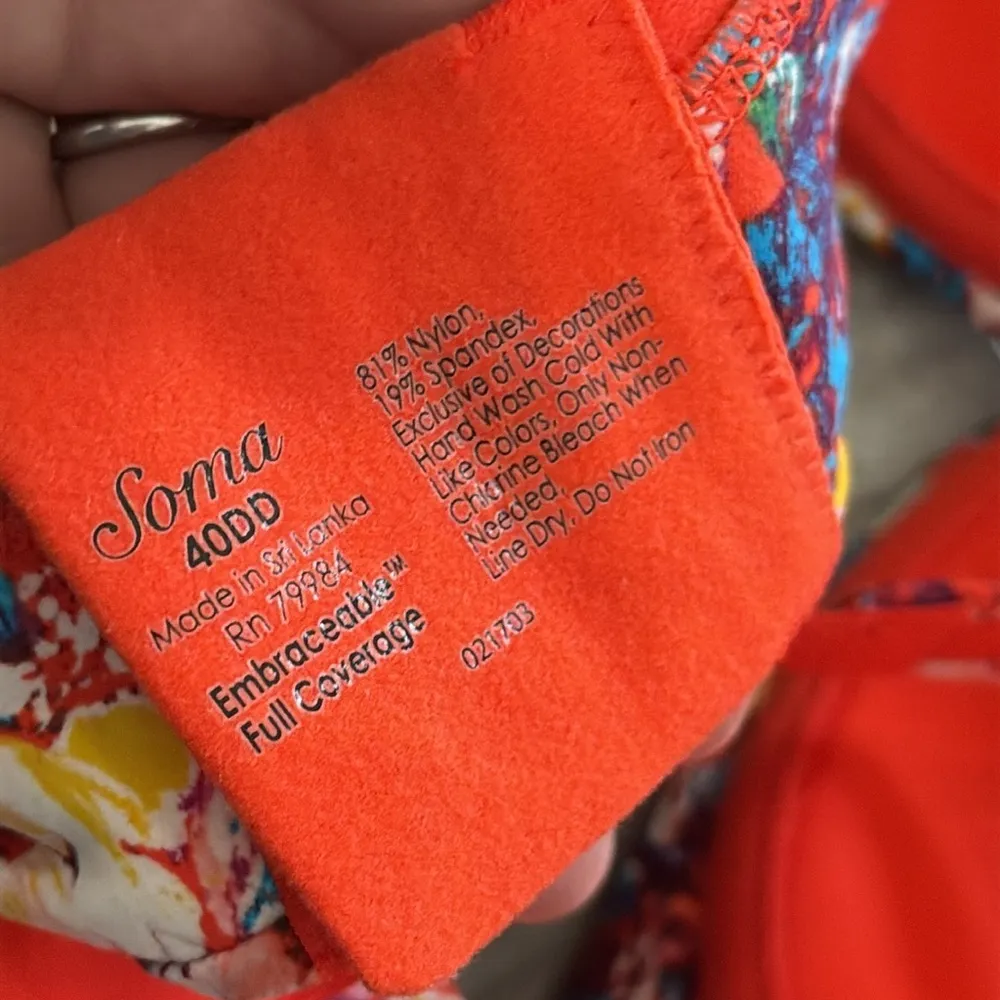 Soma
40DD
Made in Sri Lanka
Rn 79984
Embraceable™
Full Coverage
81% Nylon,
19% Spandex,
Exclusive of Decorations
Hand Wash Cold With
Like Colors, Only Non-
Chlorine Bleach When
Needed,
Line Dry, Do Not Iron
021703